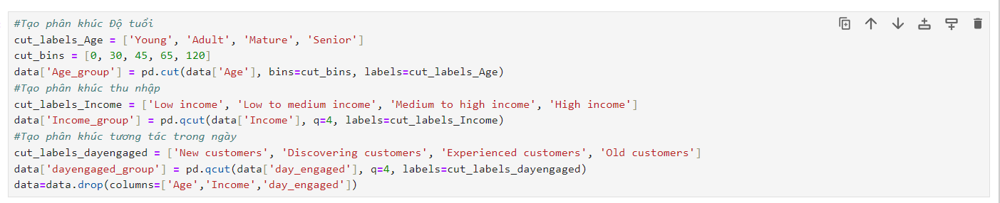 #Tạo phân khúc Độ tuổi
cut_labels_Age = ['Young', 'Adult', 'Mature', 'Senior']
cut_bins = [0, 30, 45, 65, 120]
data['Age_group'] = pd.cut(data['Age'], bins=cut_bins, labels=cut_labels_Age)
#Tạo phân khúc thu nhập
cut_labels_Income = ['Low income', 'Low to medium income', 'Medium to high income', 'High income']
data['Income_group'] = pd.qcut(data['Income'], q=4, labels=cut_labels_Income)
#Tạo phân khúc tương tác trong ngày
cut_labels_dayengaged = ['New customers', 'Discovering customers', 'Experienced customers', 'Old customers']
data['dayengaged_group'] = pd.qcut(data['day_engaged'], q=4, labels=cut_labels_dayengaged)
data=data.drop(columns=['Age','Income','day_engaged'])